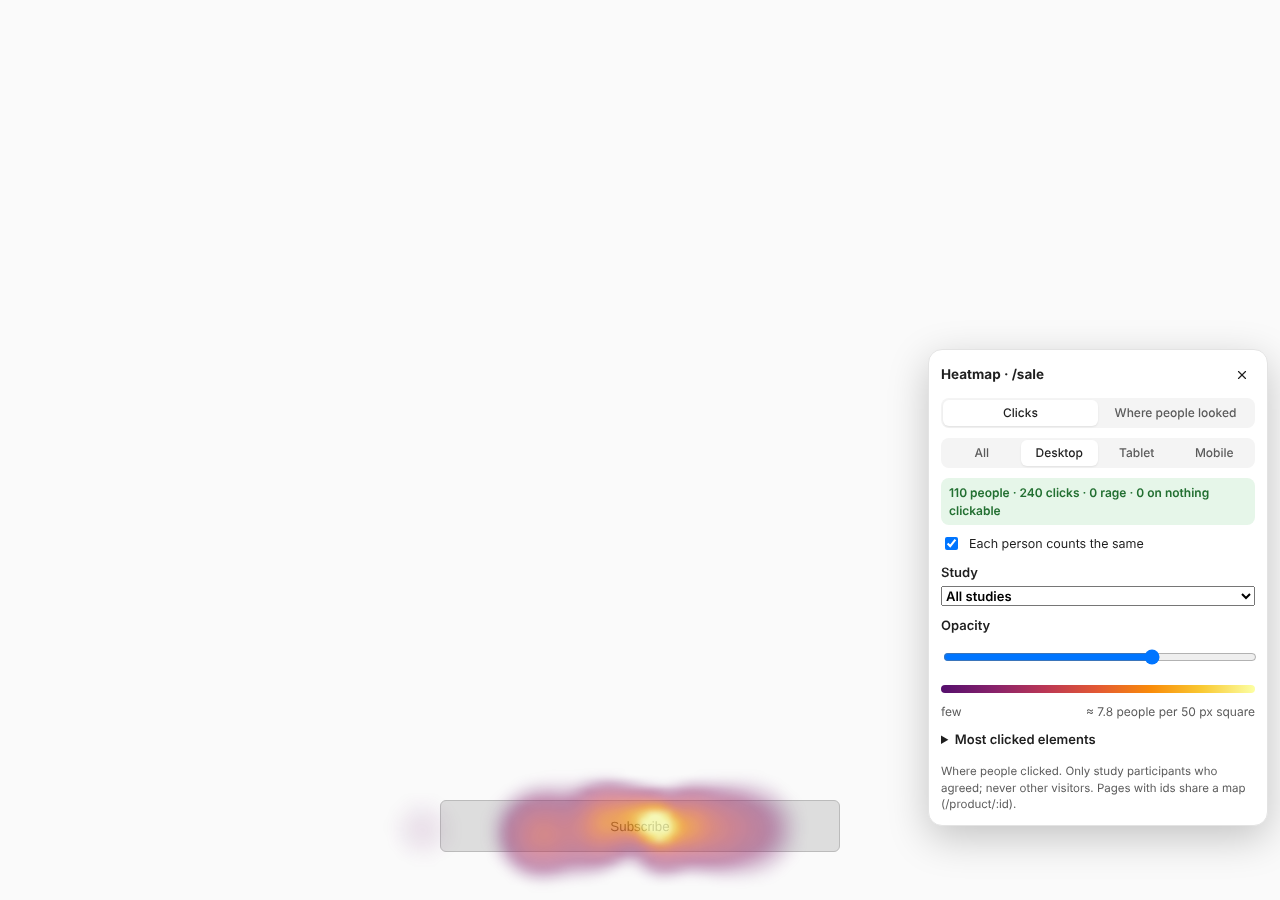 Heatmap · /sale
Clicks
Where people looked
All
Desktop
Tablet
Mobile
110 people · 240 clicks · 0 rage · 0 on nothing
clickable
Each person counts the same
Study
All studies
Opacity
few
≈ 7.8 people per 50 px square
Most clicked elements
Where people clicked. Only study participants who
agreed; never other visitors. Pages with ids share a map
(/product/:id).
Subscribe